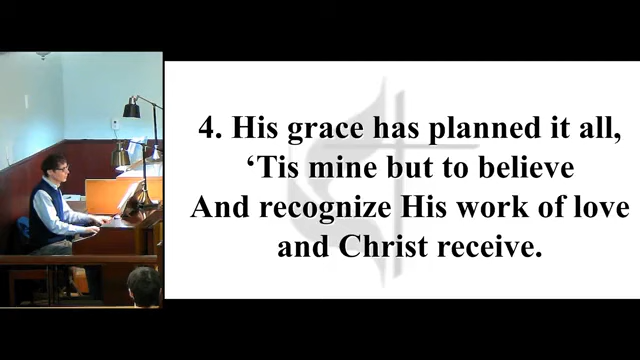 4. His grace has planned it all,
‘Tis mine but to believe
And recognize His work of love
and Christ receive.